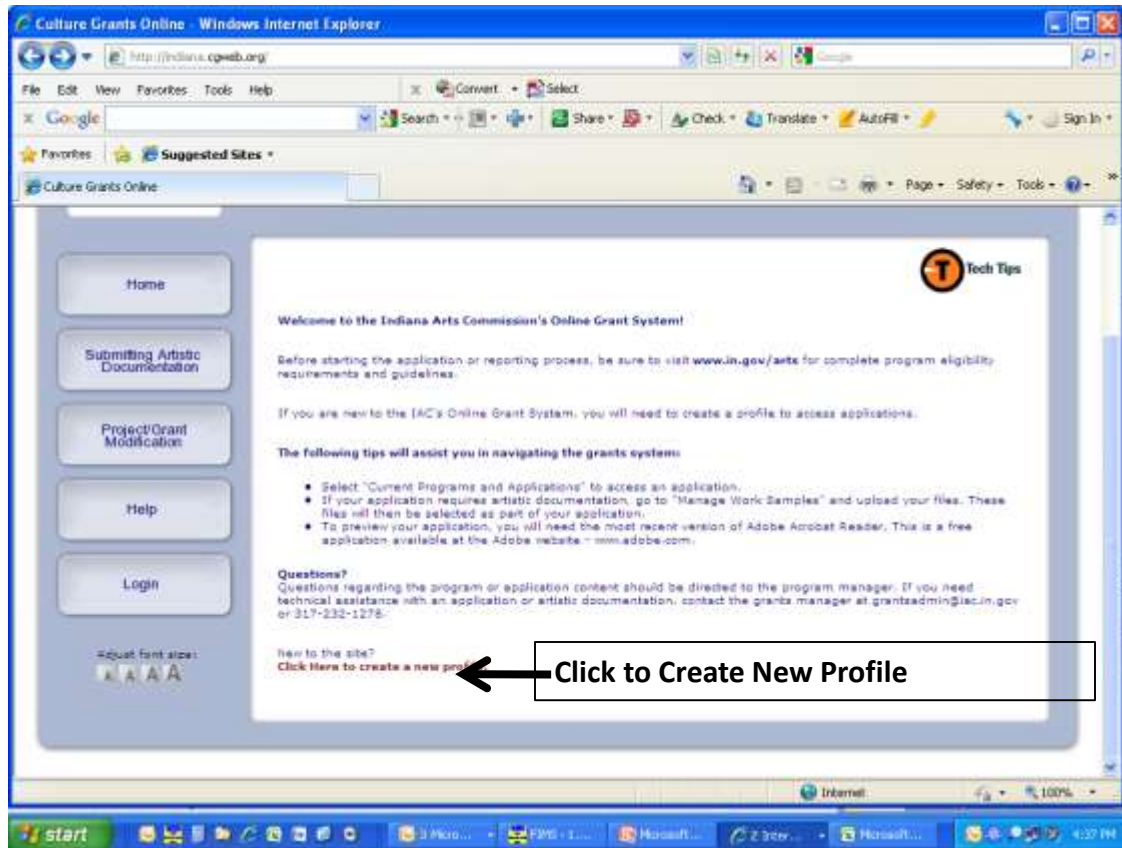 Culture Grants Online - Windows Internet Explorer
http://indiana.cgweb.org/
Google
File Edit View Favorites Tools Help
x Convert Select
x Google
Search Share Check Translate AutoFill Sign In
Favorites Suggested Sites
Culture Grants Online
Page Safety Tools
Tech Tips
Home
Submitting Artistic
Documentation
Project/Grant
Modification
Help
Login
Adjust font size:
A A A A
Welcome to the Indiana Arts Commission's Online Grant System!
Before starting the application or reporting process, be sure to visit www.in.gov/arts for complete program eligibility
requirements and guidelines.
If you are new to the IAC's Online Grant System, you will need to create a profile to access applications.
The following tips will assist you in navigating the grants system:
• Select "Current Programs and Applications" to access an application.
• If your application requires artistic documentation, go to "Manage Work Samples" and upload your files. These
files will then be selected as part of your application.
• To preview your application, you will need the most recent version of Adobe Acrobat Reader. This is a free
application available at the Adobe website - www.adobe.com.
Questions?
Questions regarding the program or application content should be directed to the program manager. If you need
technical assistance with an application or artistic documentation, contact the grants manager at grantsadmin@iac.in.gov
or 317-232-1278.
New to the site?
Click Here to create a new
Click to Create New Profile
Internet
100%
start
3 Micro...
FIMS - 1....
Microsoft...
Microsoft...
4:37 PM